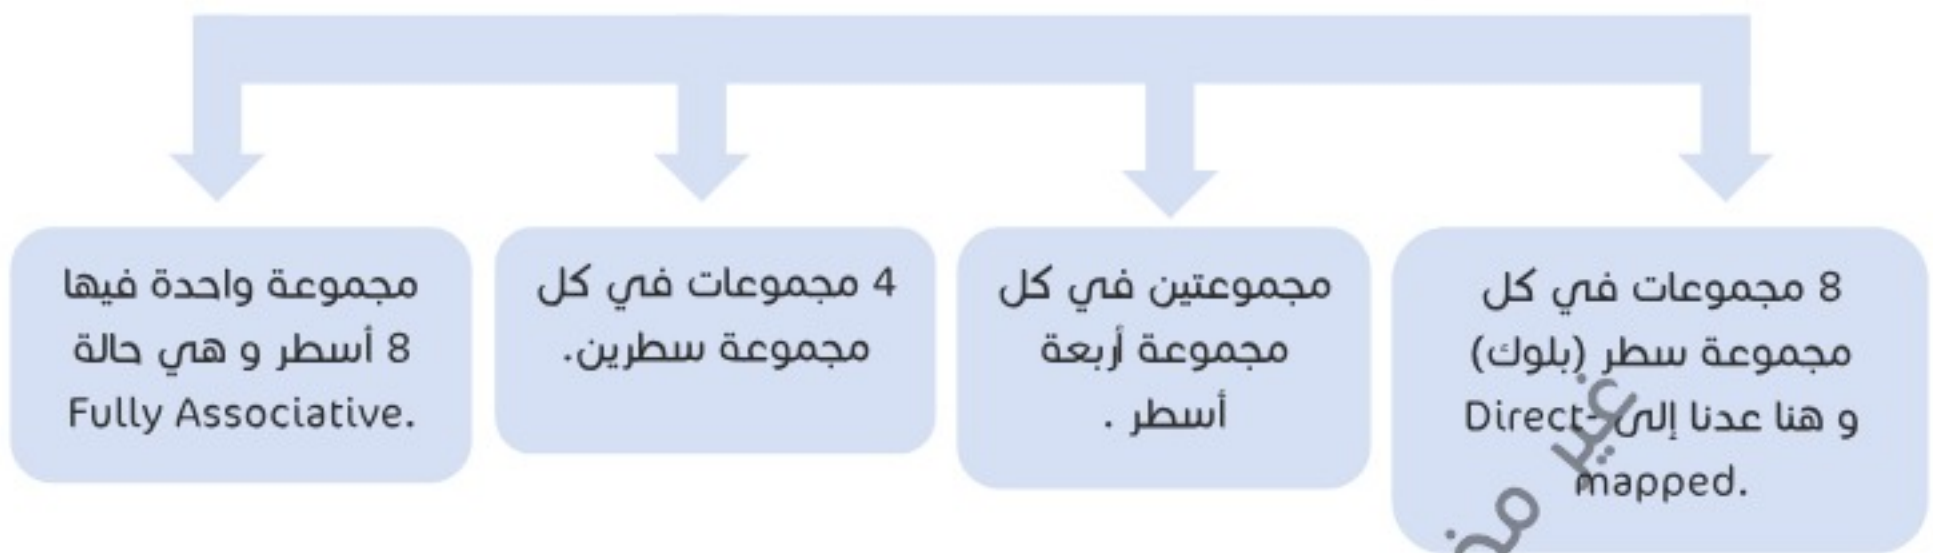 8 مجموعات في كل
مجموعة سطر (بلوك)
و هنا عدنا إلى Direct-
mapped.
مجموعتين في كل
مجموعة أربعة
أسطر .
4 مجموعات في كل
مجموعة سطرين.
مجموعة واحدة فيها
8 أسطر و هي حالة
Fully Associative.
غير